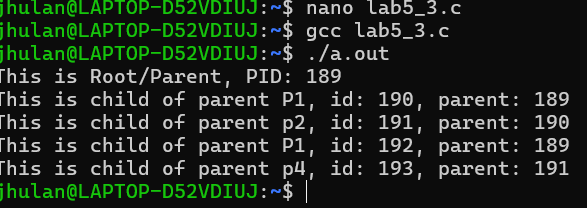 jhulan@LAPTOP-D52VDIUJ:~$ nano lab5_3.c
jhulan@LAPTOP-D52VDIUJ:~$ gcc lab5_3.c
jhulan@LAPTOP-D52VDIUJ:~$ ./a.out
This is Root/Parent, PID: 189
This is child of parent P1, id: 190, parent: 189
This is child of parent p2, id: 191, parent: 190
This is child of parent P1, id: 192, parent: 189
This is child of parent p4, id: 193, parent: 191
jhulan@LAPTOP-D52VDIUJ:~$